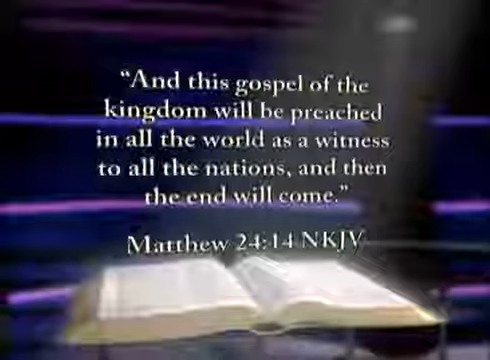 “And this gospel of the
kingdom will be preached
in all the world as a witness
to all the nations, and then
the end will come.”
Matthew 24:14 NKJV